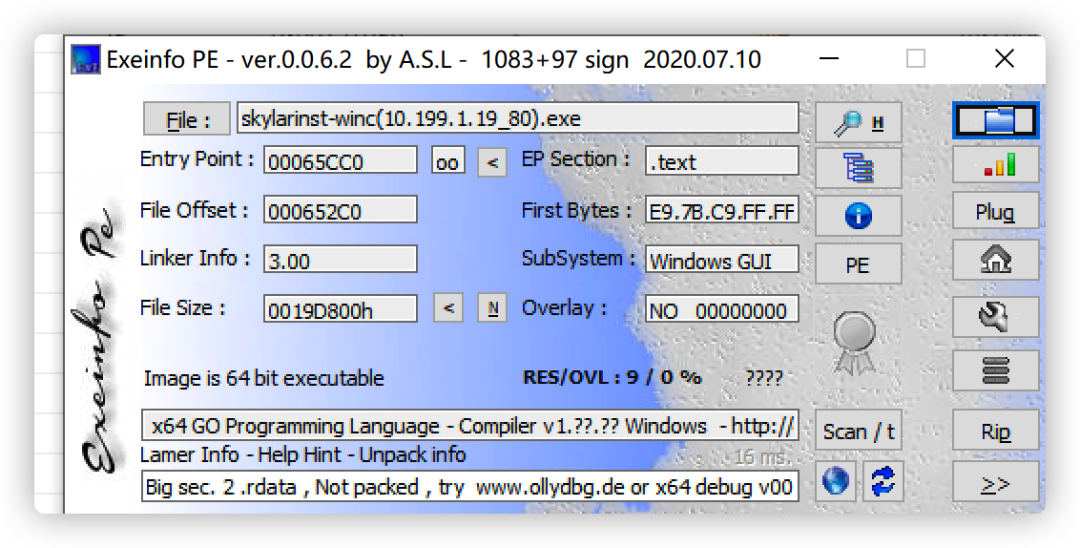 Exeinfo PE - ver.0.0.6.2 by A.S.L - 1083+97 sign 2020.07.10
File : skylarinst-winc(10.199.1.19_80).exe H
Entry Point : 00065CC0 oo < EP Section : .text
File Offset : 000652C0 First Bytes : E9.7B.C9.FF.FF Plug
Linker Info : 3.00 SubSystem : Windows GUI PE
File Size : 0019D800h < N Overlay : NO 00000000
Image is 64 bit executable RES/OVL : 9 / 0 % ????
x64 GO Programming Language - Compiler v1.??.?? Windows - http:// Scan / t Rip
Lamer Info - Help Hint - Unpack info 16 ms.
Big sec. 2 .rdata , Not packed , try www.ollydbg.de or x64 debug v00 >>
Exeinfo Pe